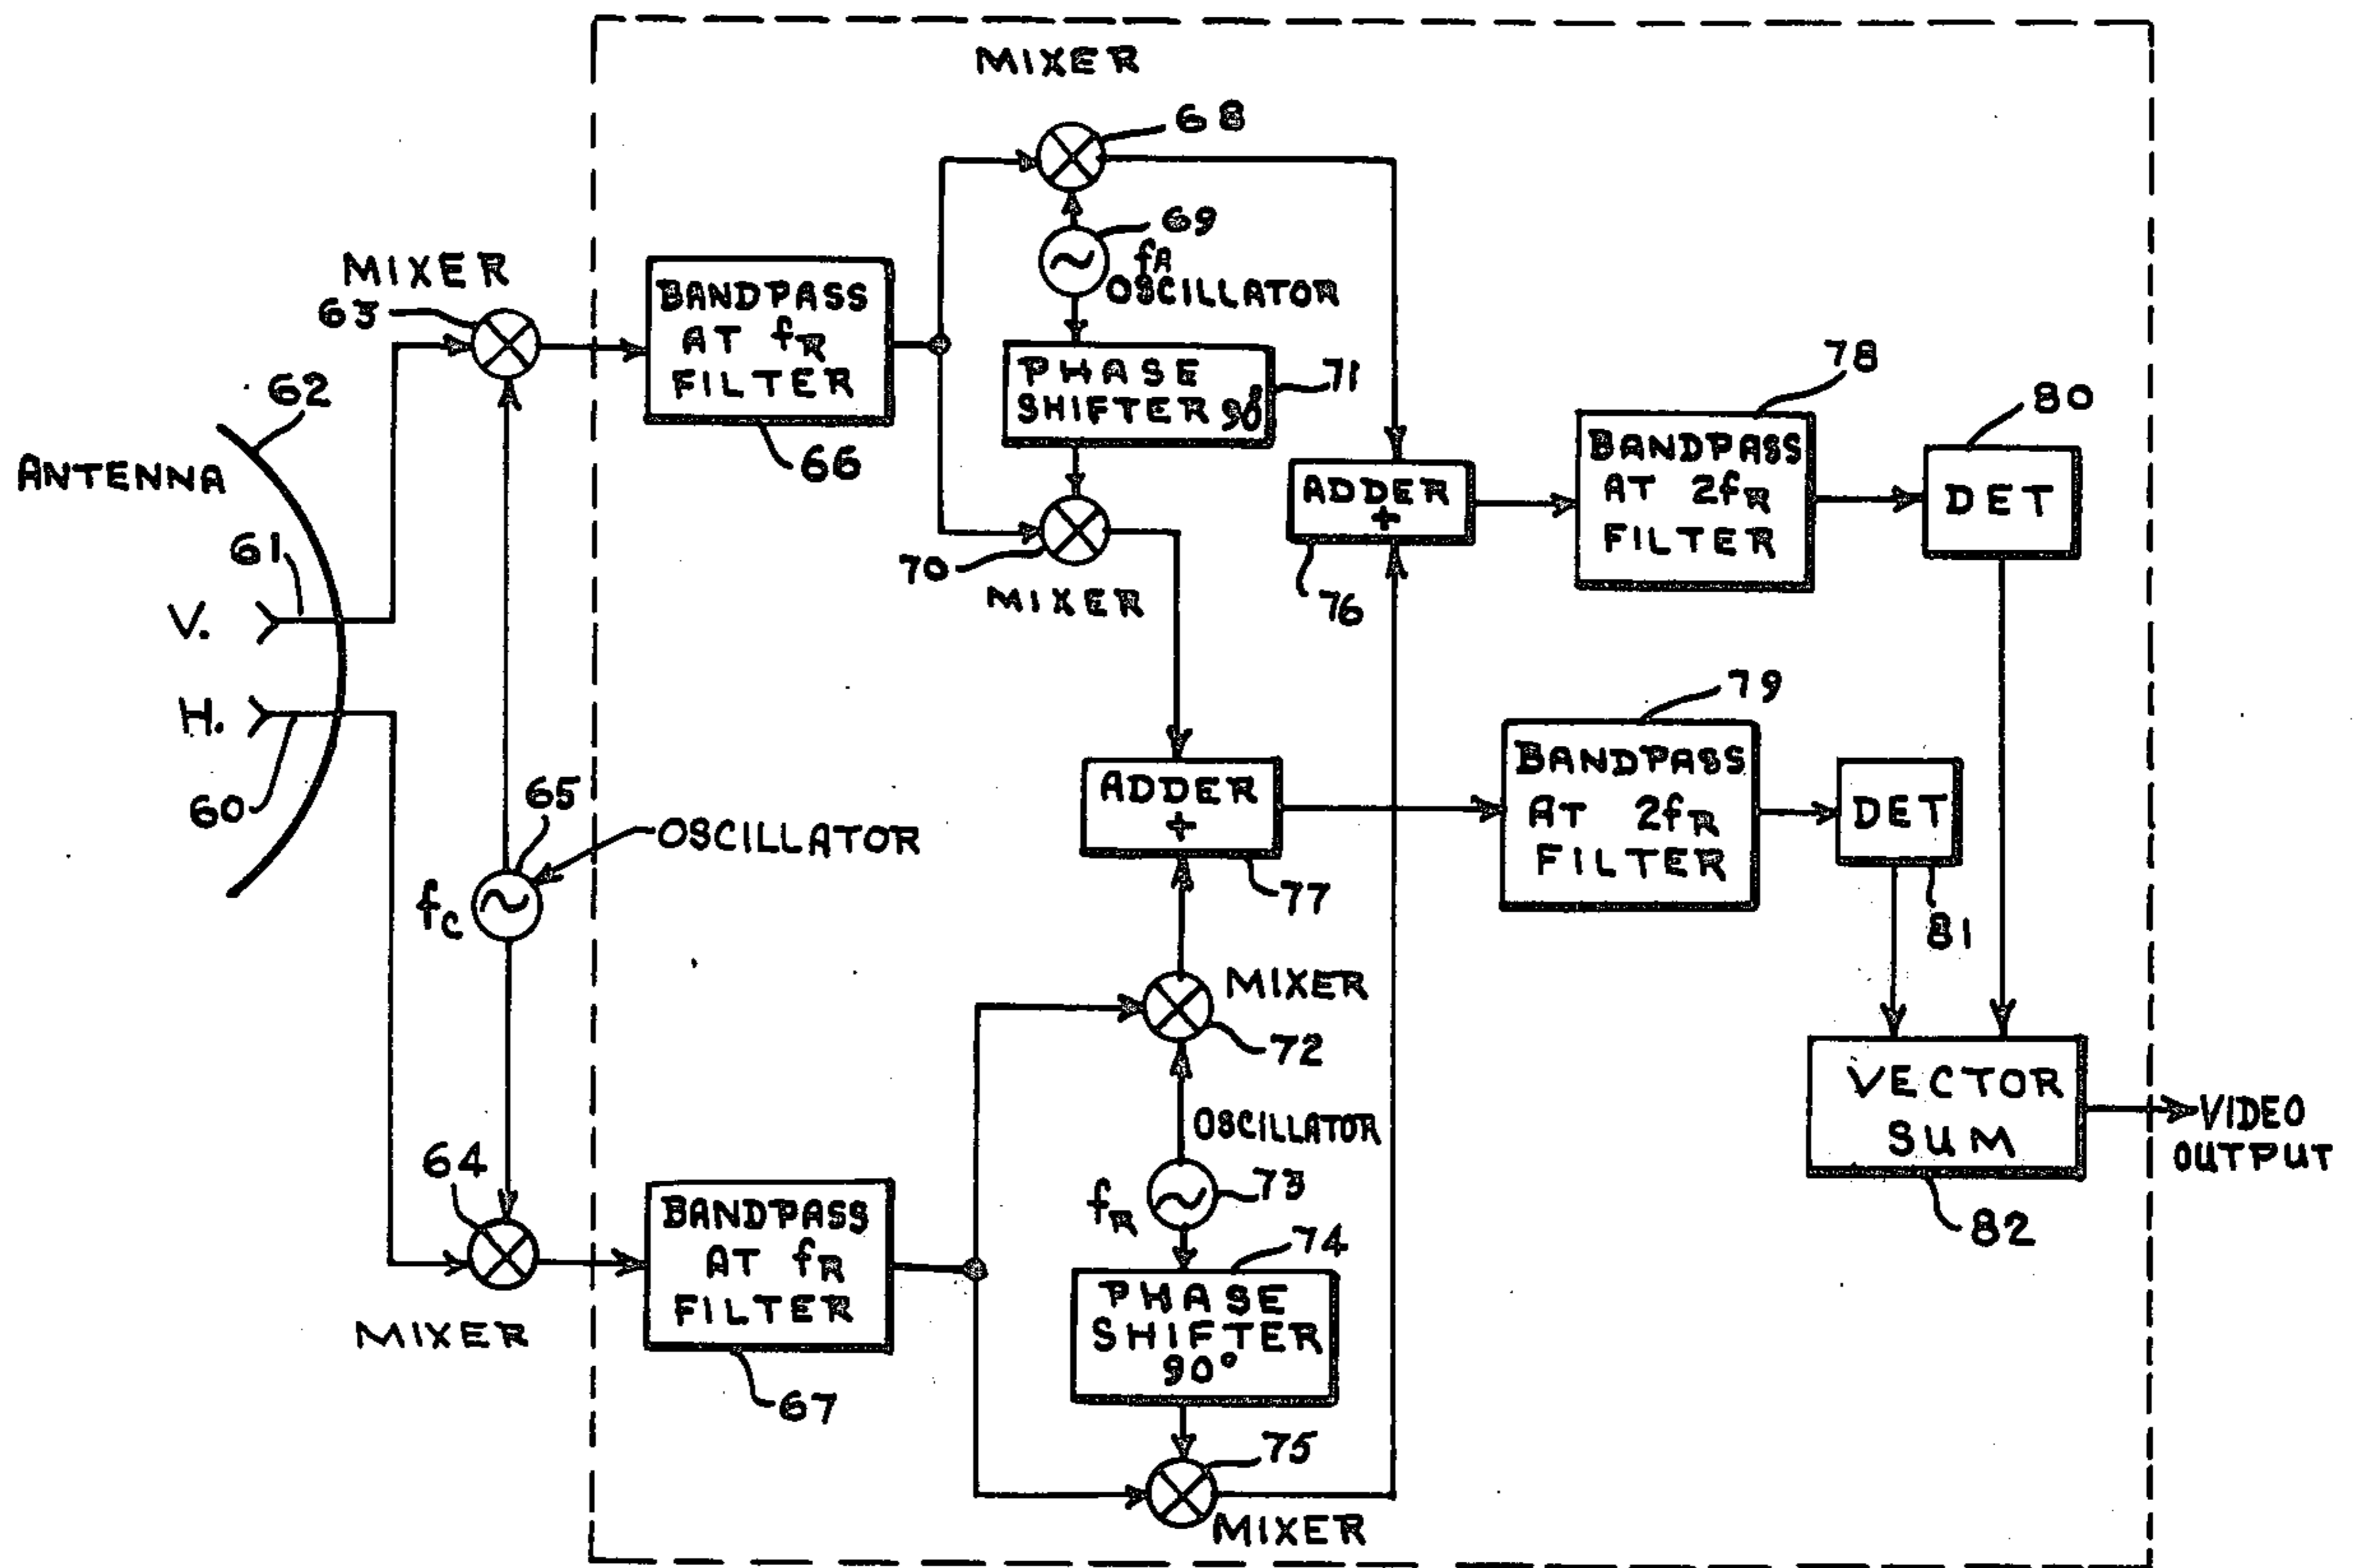 MIXER
68
69
fR
OSCILLATOR
MIXER
63
BANDPASS
AT fR
FILTER
66
PHASE
SHIFTER 90°
71
62
ANTENNA
61
V.
H.
60
70
MIXER
ADDER
+
76
78
BANDPASS
AT 2fR
FILTER
80
DET
79
BANDPASS
AT 2fR
FILTER
DET
81
ADDER
+
77
65
OSCILLATOR
fC
MIXER
72
OSCILLATOR
fR
73
74
PHASE
SHIFTER
90°
75
MIXER
64
MIXER
BANDPASS
AT fR
FILTER
67
VECTOR
SUM
82
VIDEO
OUTPUT